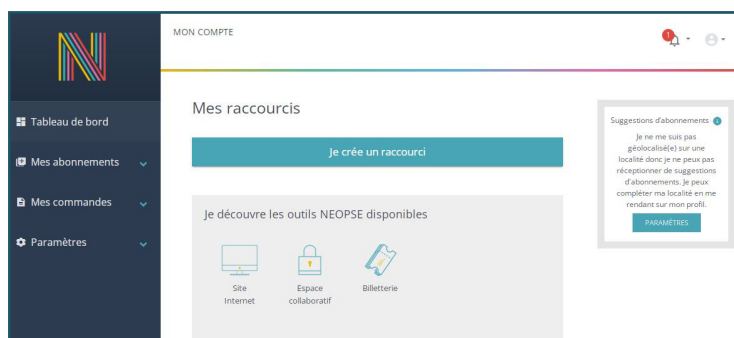 MON COMPTE
1
Tableau de bord
Mes abonnements
Mes commandes
Paramètres
Mes raccourcis
Je crée un raccourci
Je découvre les outils NEOPSE disponibles
Site
Internet
Espace
collaboratif
Billetterie
Suggestions d'abonnements
Je ne me suis pas
géolocalisé(e) sur une
localité donc je ne peux pas
réceptionner de suggestions
d'abonnements. Je peux
compléter ma localité en me
rendant sur mon profil.
PARAMÈTRES